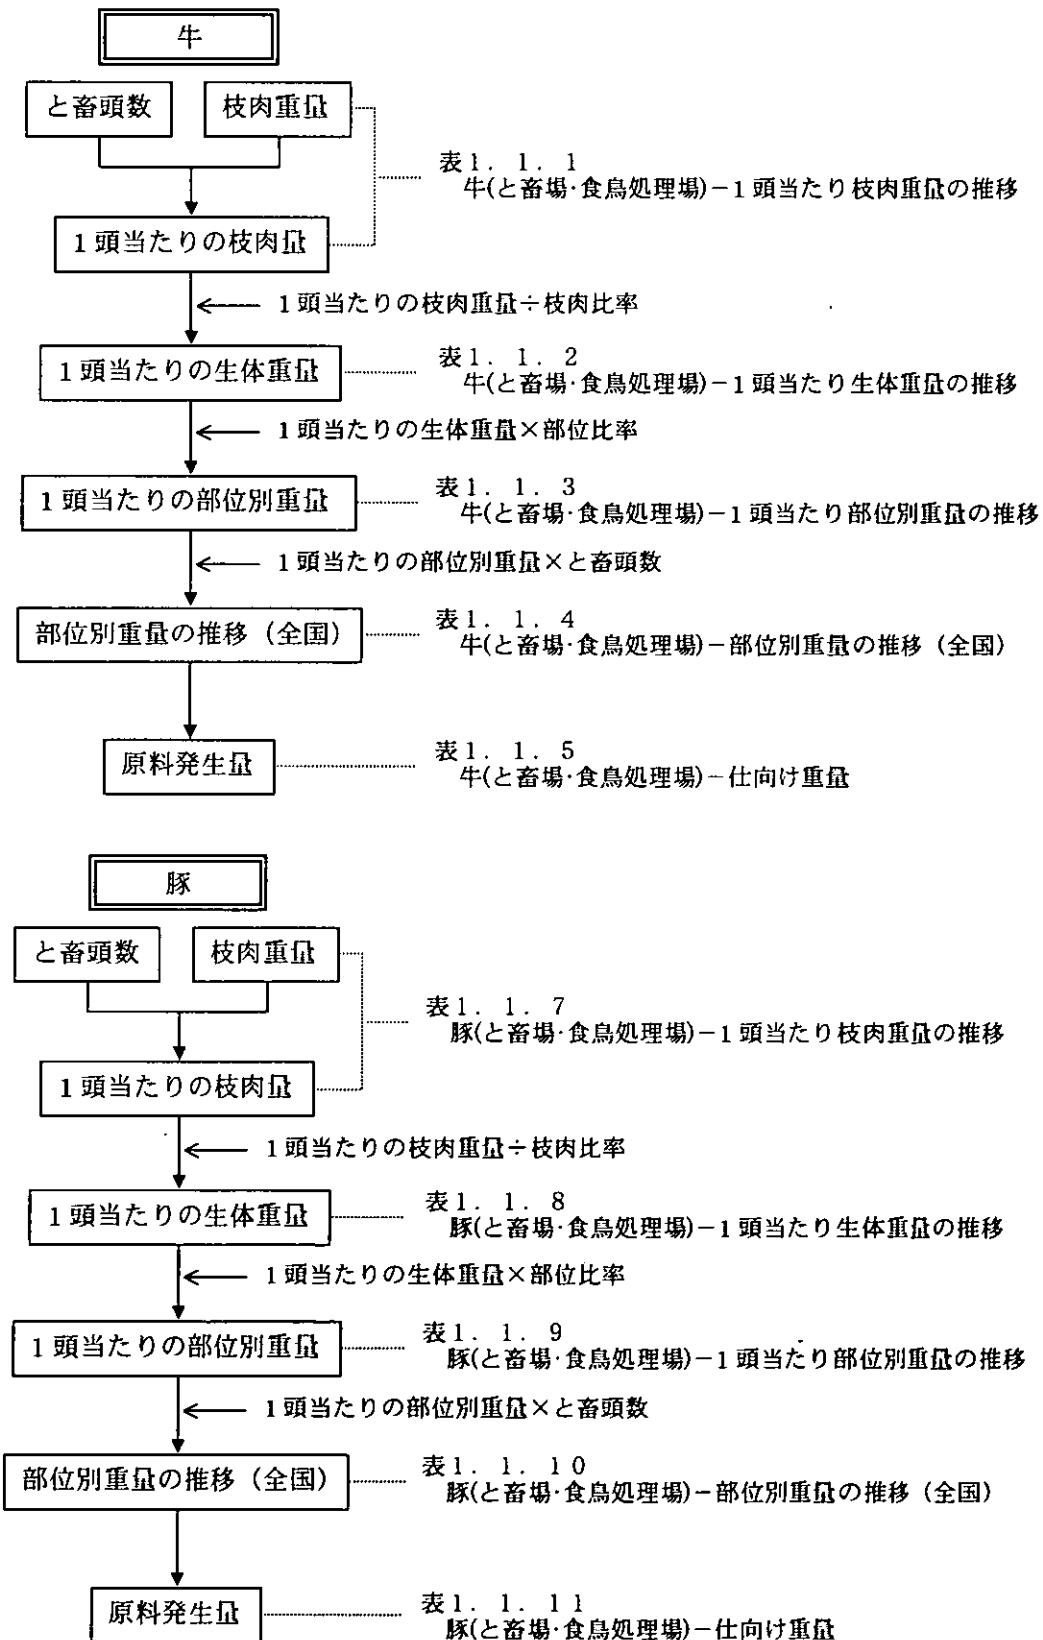 牛
と畜頭数
枝肉重量
表1. 1. 1
牛(と畜場・食鳥処理場)－1頭当たり枝肉重量の推移
1頭当たりの枝肉量
1頭当たりの枝肉重量÷枝肉比率
1頭当たりの生体重量
表1. 1. 2
牛(と畜場・食鳥処理場)－1頭当たり生体重量の推移
1頭当たりの生体重量×部位比率
1頭当たりの部位別重量
表1. 1. 3
牛(と畜場・食鳥処理場)－1頭当たり部位別重量の推移
1頭当たりの部位別重量×と畜頭数
部位別重量の推移（全国）
表1. 1. 4
牛(と畜場・食鳥処理場)－部位別重量の推移（全国）
原料発生量
表1. 1. 5
牛(と畜場・食鳥処理場)－仕向け重量
豚
と畜頭数
枝肉重量
表1. 1. 7
豚(と畜場・食鳥処理場)－1頭当たり枝肉重量の推移
1頭当たりの枝肉量
1頭当たりの枝肉重量÷枝肉比率
1頭当たりの生体重量
表1. 1. 8
豚(と畜場・食鳥処理場)－1頭当たり生体重量の推移
1頭当たりの生体重量×部位比率
1頭当たりの部位別重量
表1. 1. 9
豚(と畜場・食鳥処理場)－1頭当たり部位別重量の推移
1頭当たりの部位別重量×と畜頭数
部位別重量の推移（全国）
表1. 1. 10
豚(と畜場・食鳥処理場)－部位別重量の推移（全国）
原料発生量
表1. 1. 11
豚(と畜場・食鳥処理場)－仕向け重量